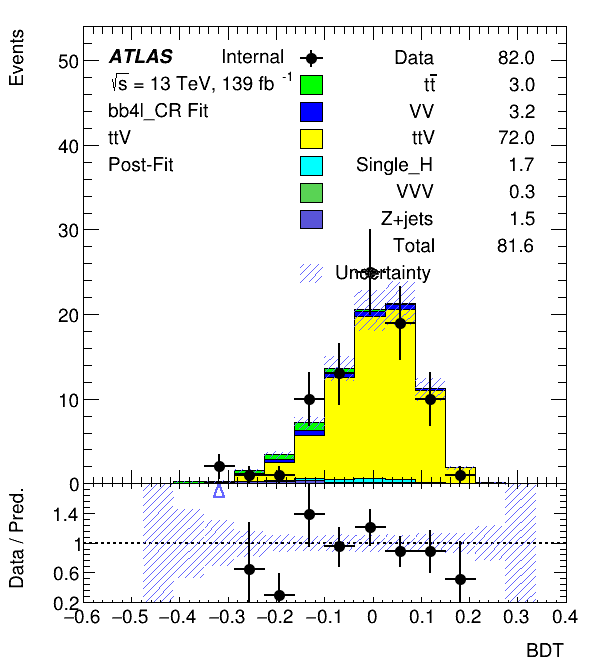 Events
50
40
30
20
10
0
ATLAS Internal
√s = 13 TeV, 139 fb⁻¹
bb4l_CR Fit
ttV
Post-Fit
Data 82.0
tt̅ 3.0
VV 3.2
ttV 72.0
Single_H 1.7
VVV 0.3
Z+jets 1.5
Total 81.6
Uncertainty
Data / Pred.
1.4
1
0.6
0.2
−0.6 −0.5 −0.4 −0.3 −0.2 −0.1 0 0.1 0.2 0.3 0.4
BDT